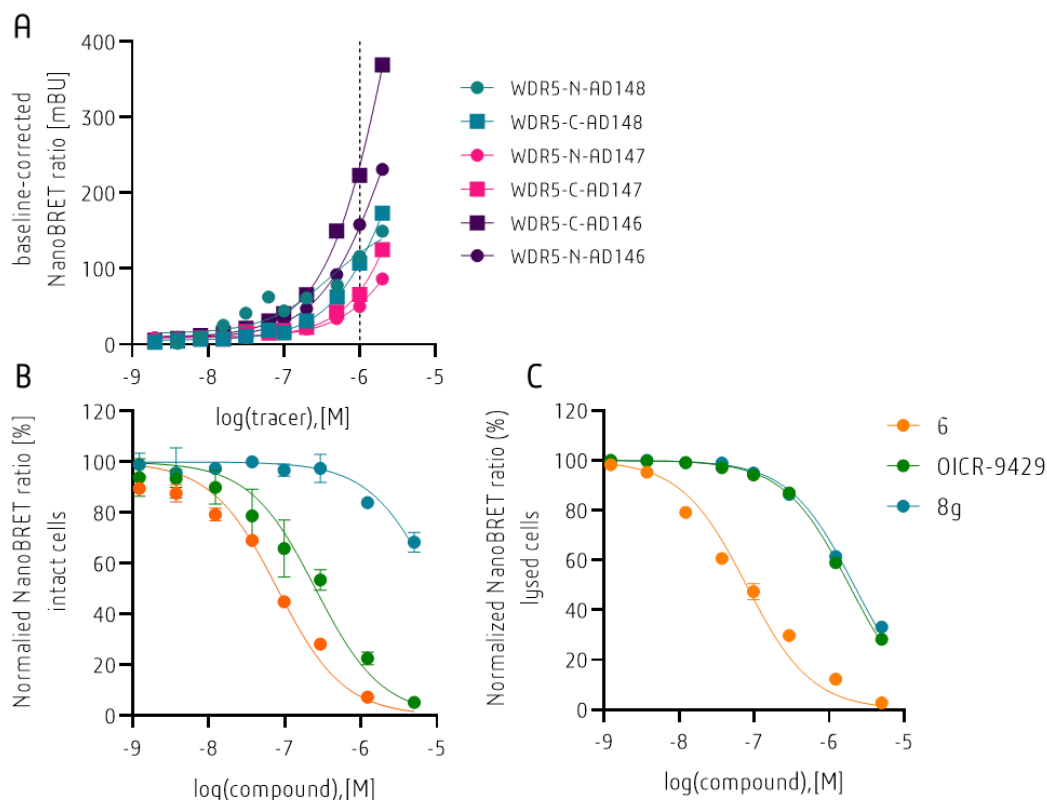 A
baseline-corrected
NanoBRET ratio [mBU]
400
300
200
100
0
-9
-8
-7
-6
-5
log(tracer),[M]
WDR5-N-AD148
WDR5-C-AD148
WDR5-N-AD147
WDR5-C-AD147
WDR5-C-AD146
WDR5-N-AD146
B
Normalied NanoBRET ratio [%]
intact cells
120
100
80
60
40
20
0
-9
-8
-7
-6
-5
log(compound),[M]
C
Normalized NanoBRET ratio (%)
lysed cells
120
100
80
60
40
20
0
-9
-8
-7
-6
-5
log(compound),[M]
6
OICR-9429
8g